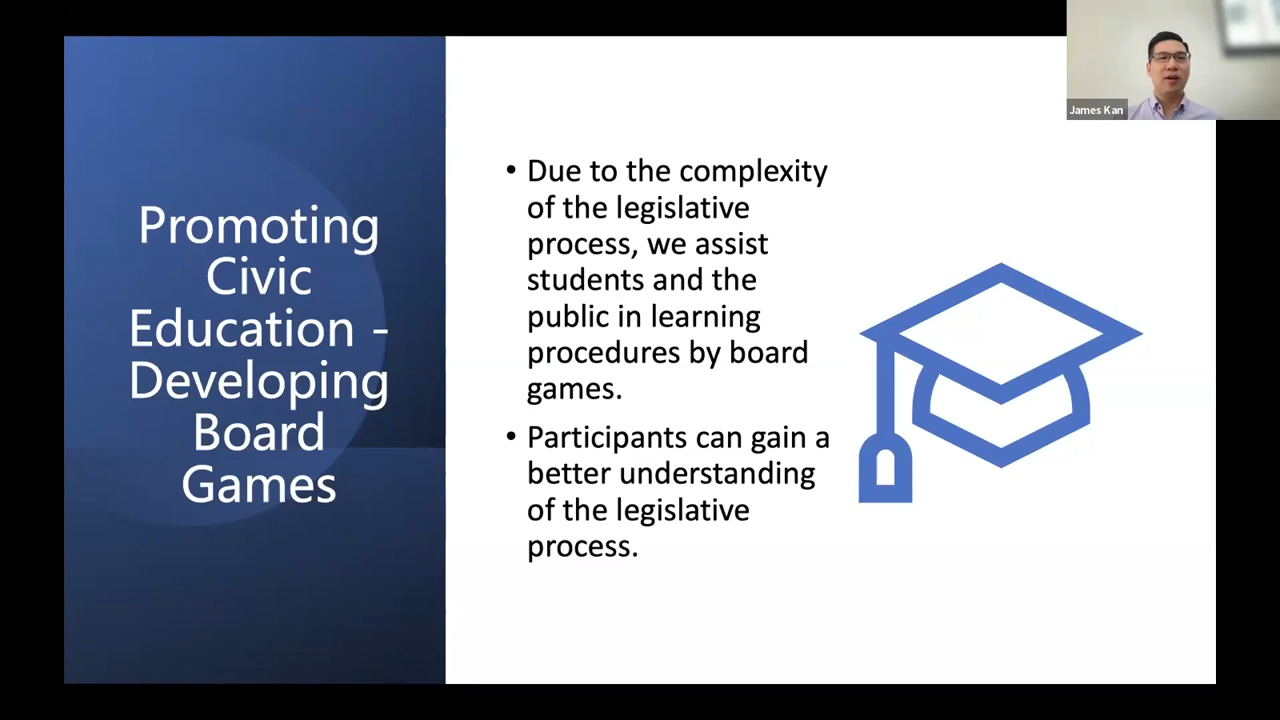 Promoting
Civic
Education -
Developing
Board
Games
• Due to the complexity
of the legislative
process, we assist
students and the
public in learning
procedures by board
games.
• Participants can gain a
better understanding
of the legislative
process.
James Kan